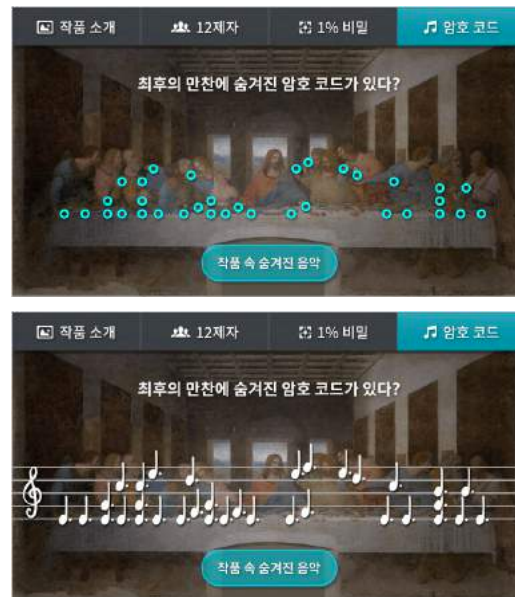 작품 소개 12제자 1% 비밀 암호 코드
최후의 만찬에 숨겨진 암호 코드가 있다?
작품 속 숨겨진 음악
작품 소개 12제자 1% 비밀 암호 코드
최후의 만찬에 숨겨진 암호 코드가 있다?
작품 속 숨겨진 음악